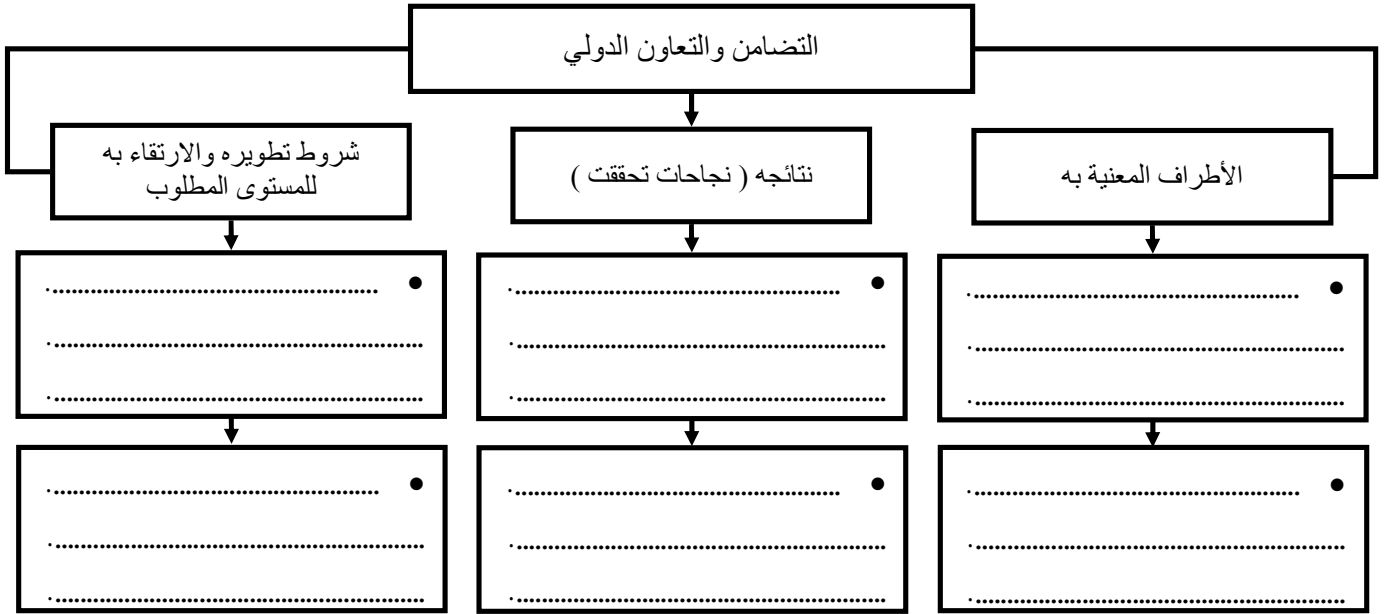 التضامن والتعاون الدولي
الأطراف المعنية به
نتائجه ( نجاحات تحققت )
شروط تطويره والارتقاء به
للمستوى المطلوب